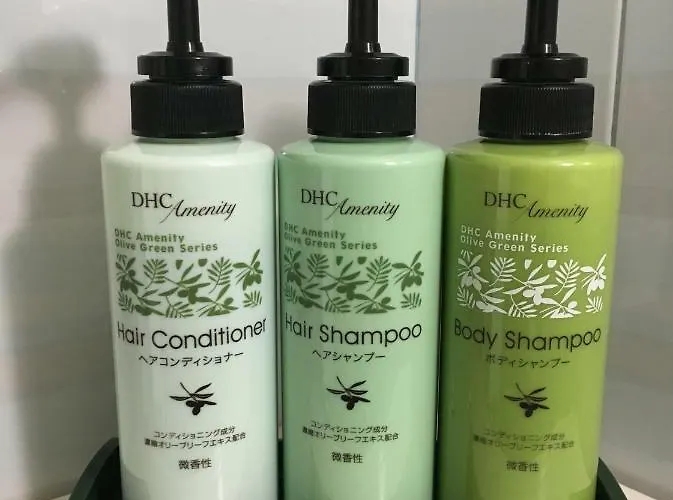 DHC Amenity
DHC Amenity
Olive Green Series
Hair Conditioner
ヘアコンディショナー
コンディショニング成分
濃縮オリーブリーフエキス配合
微香性
DHC Amenity
DHC Amenity
Olive Green Series
Hair Shampoo
ヘアシャンプー
コンディショニング成分
濃縮オリーブリーフエキス配合
微香性
DHC Amenity
DHC Amenity
Olive Green Series
Body Shampoo
ボディシャンプー
コンディショニング成分
濃縮オリーブリーフエキス配合
微香性